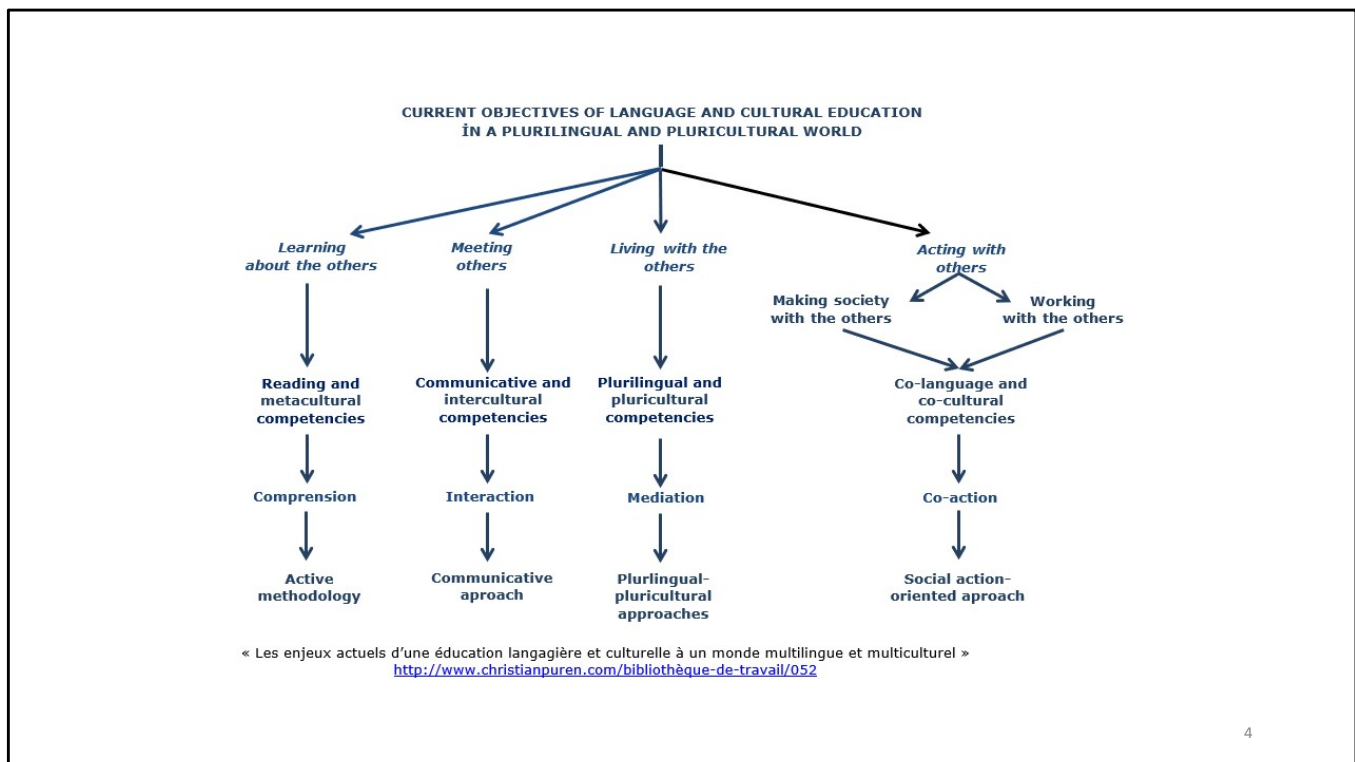 CURRENT OBJECTIVES OF LANGUAGE AND CULTURAL EDUCATION
İN A PLURILINGUAL AND PLURICULTURAL WORLD
Learning
about the others
Meeting
others
Living with the
others
Acting with
others
Making society
with the others
Working
with the others
Reading and
metacultural
competencies
Communicative and
intercultural
competencies
Plurilingual and
pluricultural
competencies
Co-language and
co-cultural
competencies
Comprension
Interaction
Mediation
Co-action
Active
methodology
Communicative
aproach
Plurlingual-
pluricultural
approaches
Social action-
oriented aproach
« Les enjeux actuels d’une éducation langagière et culturelle à un monde multilingue et multiculturel »
http://www.christianpuren.com/bibliothèque-de-travail/052
4